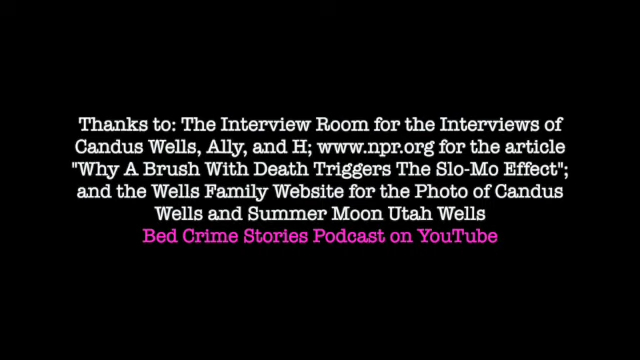 Thanks to: The Interview Room for the Interviews of
Candus Wells, Ally, and H; www.npr.org for the article
"Why A Brush With Death Triggers The Slo-Mo Effect";
and the Wells Family Website for the Photo of Candus
Wells and Summer Moon Utah Wells
Bed Crime Stories Podcast on YouTube